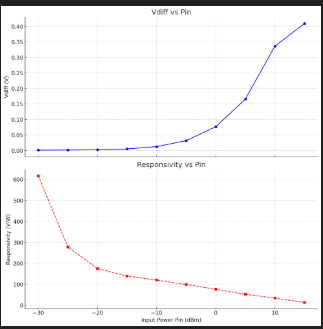 Vdiff vs Pin
Vdiff (V)
0.40
0.35
0.30
0.25
0.20
0.15
0.10
0.05
0.00
Responsivity vs Pin
Responsivity (V/W)
600
500
400
300
200
100
0
−30 −20 −10 0 10
Input Power Pin (dBm)